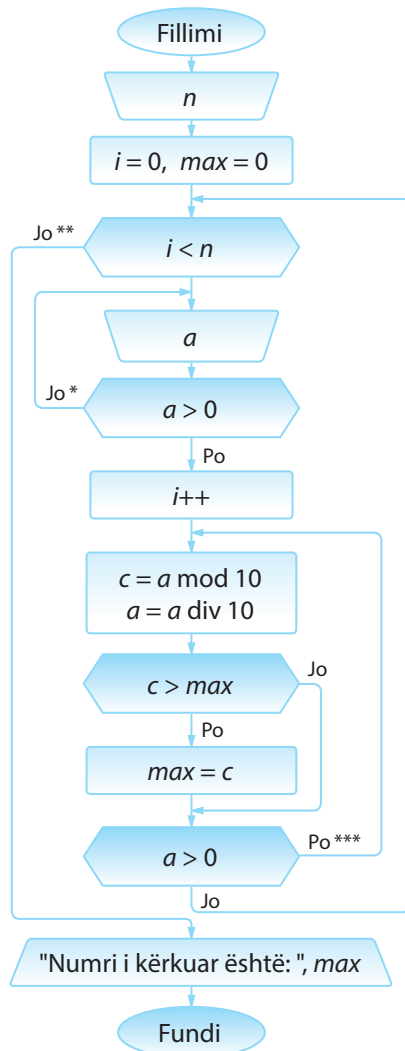 Fillimi
n
i = 0, max = 0
Jo **
i < n
a
Jo *
a > 0
Po
i++
c = a mod 10
a = a div 10
Jo
c > max
Po
max = c
Po ***
a > 0
Jo
"Numri i kërkuar është: ", max
Fundi